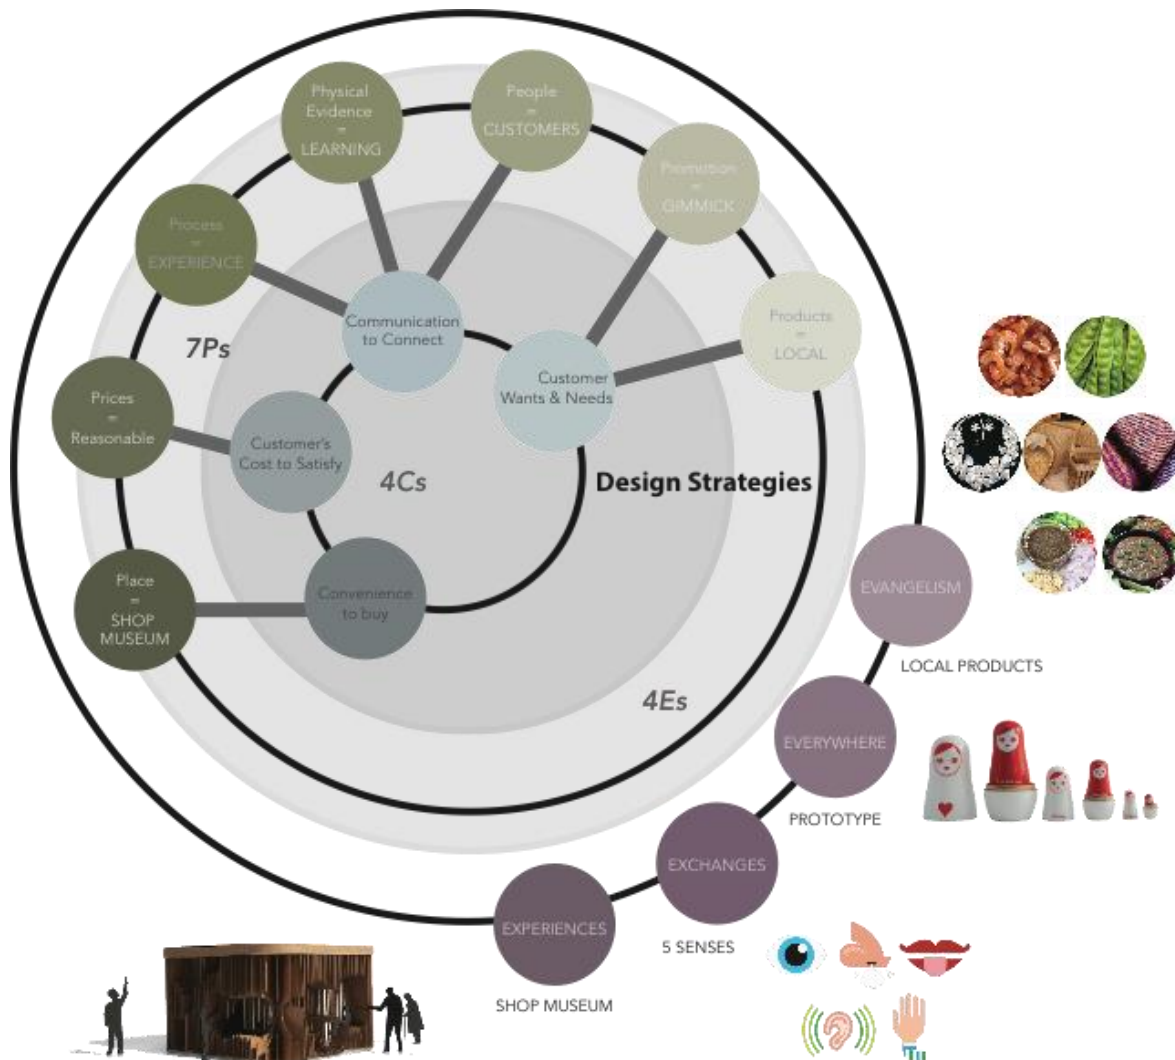 Physical
Evidence
=
LEARNING
People
=
CUSTOMERS
Promotion
=
GIMMICK
Process
=
EXPERIENCE
Communication
to Connect
Products
=
LOCAL
7Ps
Customer
Wants & Needs
Prices
=
Reasonable
Customer's
Cost to Satisfy
4Cs
Design Strategies
Place
=
SHOP
MUSEUM
Convenience
to buy
EVANGELISM
LOCAL PRODUCTS
4Es
EVERYWHERE
PROTOTYPE
EXCHANGES
5 SENSES
EXPERIENCES
SHOP MUSEUM